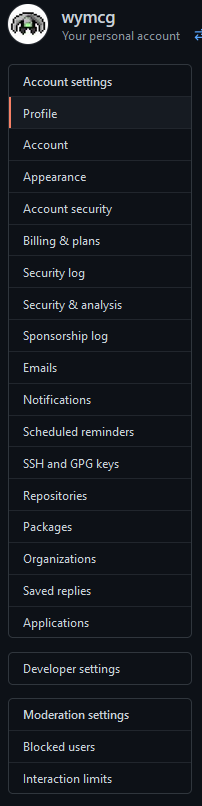 wymcg
Your personal account
Account settings
Profile
Account
Appearance
Account security
Billing & plans
Security log
Security & analysis
Sponsorship log
Emails
Notifications
Scheduled reminders
SSH and GPG keys
Repositories
Packages
Organizations
Saved replies
Applications
Developer settings
Moderation settings
Blocked users
Interaction limits